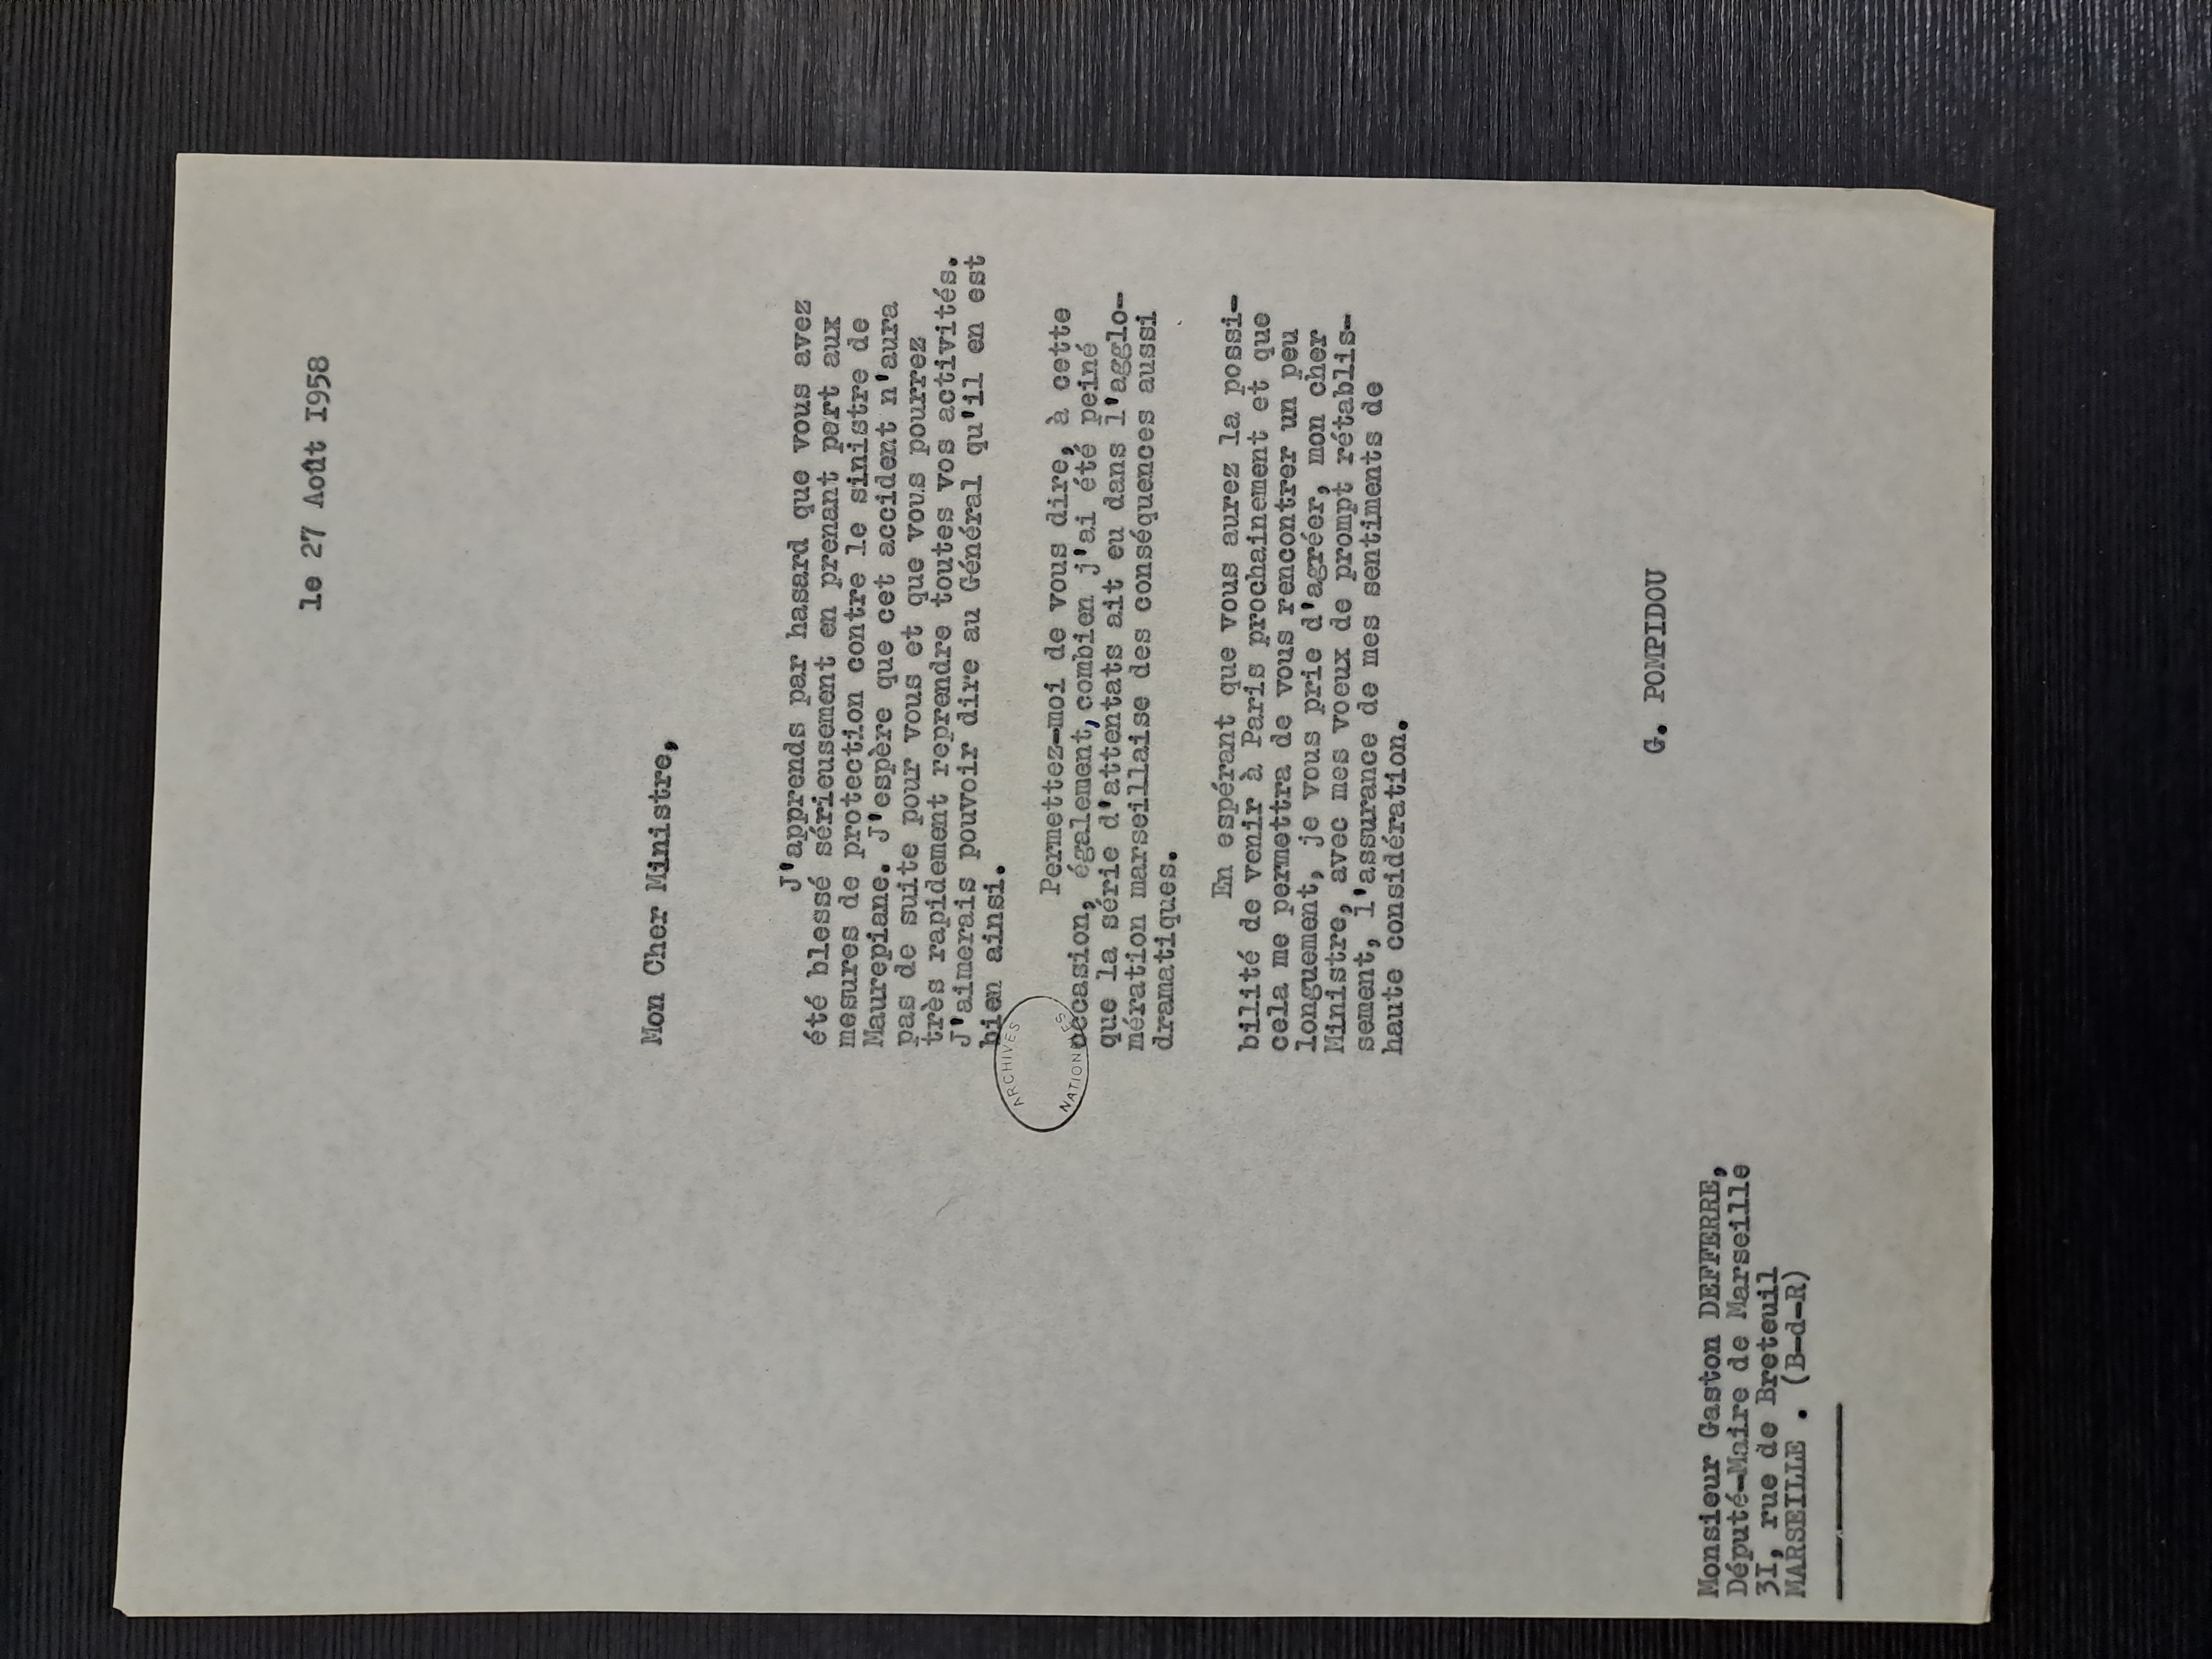 le 27 Août I958
Mon Cher Ministre,
J'apprends par hasard que vous avez
été blessé sérieusement en prenant part aux
mesures de protection contre le sinistre de
Maurepiane. J'espère que cet accident n'aura
pas de suite pour vous et que vous pourrez
très rapidement reprendre toutes vos activités.
J'aimerais pouvoir dire au Général qu'il en est
bien ainsi.
Permettez-moi de vous dire, à cette
occasion, également, combien j'ai été peiné
que la série d'attentats ait eu dans l'agglo-
mération marseillaise des conséquences aussi
dramatiques.
En espérant que vous aurez la possi-
bilité de venir à Paris prochainement et que
cela me permettra de vous rencontrer un peu
longuement, je vous prie d'agréer, mon cher
Ministre, avec mes voeux de prompt rétablis-
sement, l'assurance de mes sentiments de
haute considération.
ARCHIVES
NATIONALES
G. POMPIDOU
Monsieur Gaston DEFFERRE,
Député-Maire de Marseille
3I, rue de Breteuil
MARSEILLE . (B-d-R)